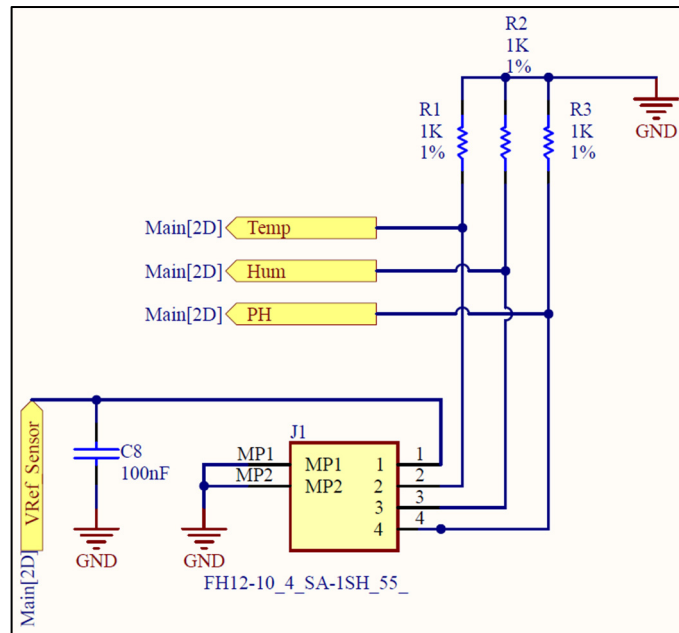 R2
1K
1%
R1
1K
1%
R3
1K
1%
GND
Main[2D] Temp
Main[2D] Hum
Main[2D] PH
J1
C8
100nF
MP1 MP1 1 1
MP2 MP2 2 2
3 3
4 4
VRef_Sensor
Main[2D]
GND
GND
FH12-10_4_SA-1SH_55_